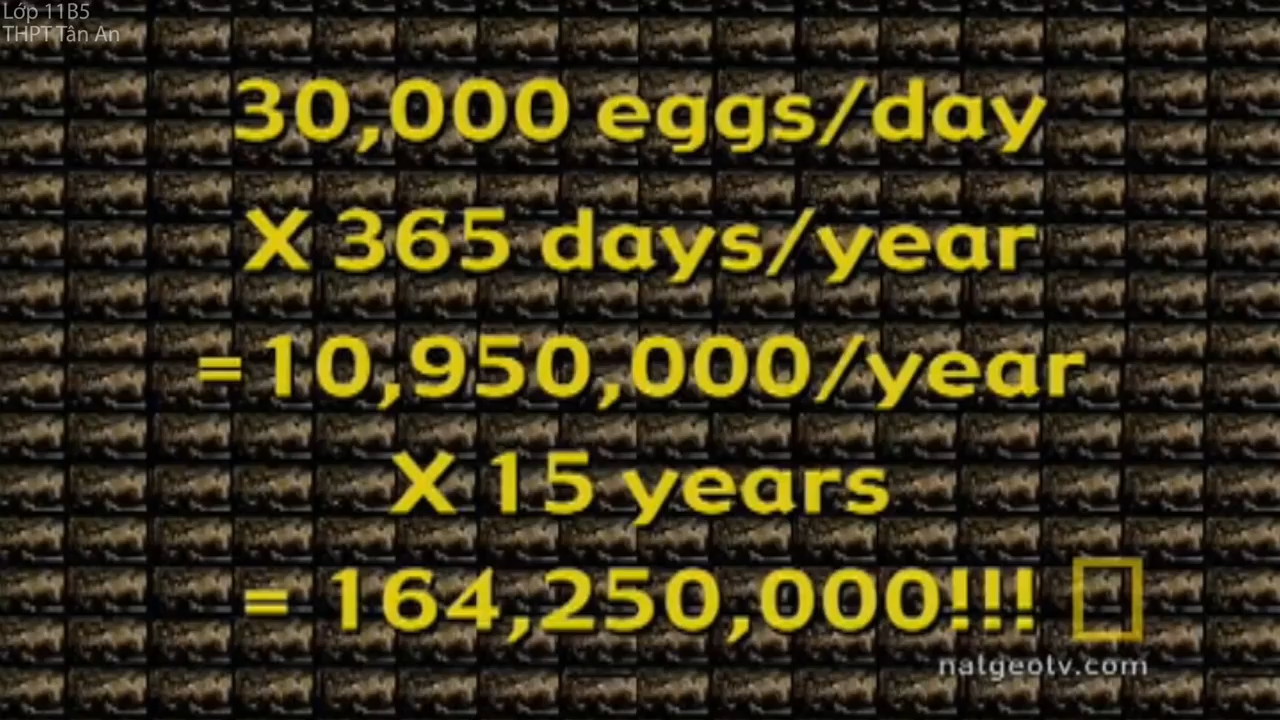 Lớp 11B5
THPT Tân An
30,000 eggs/day
X 365 days/year
= 10,950,000/year
X 15 years
= 164,250,000!!!
natgeotv.com